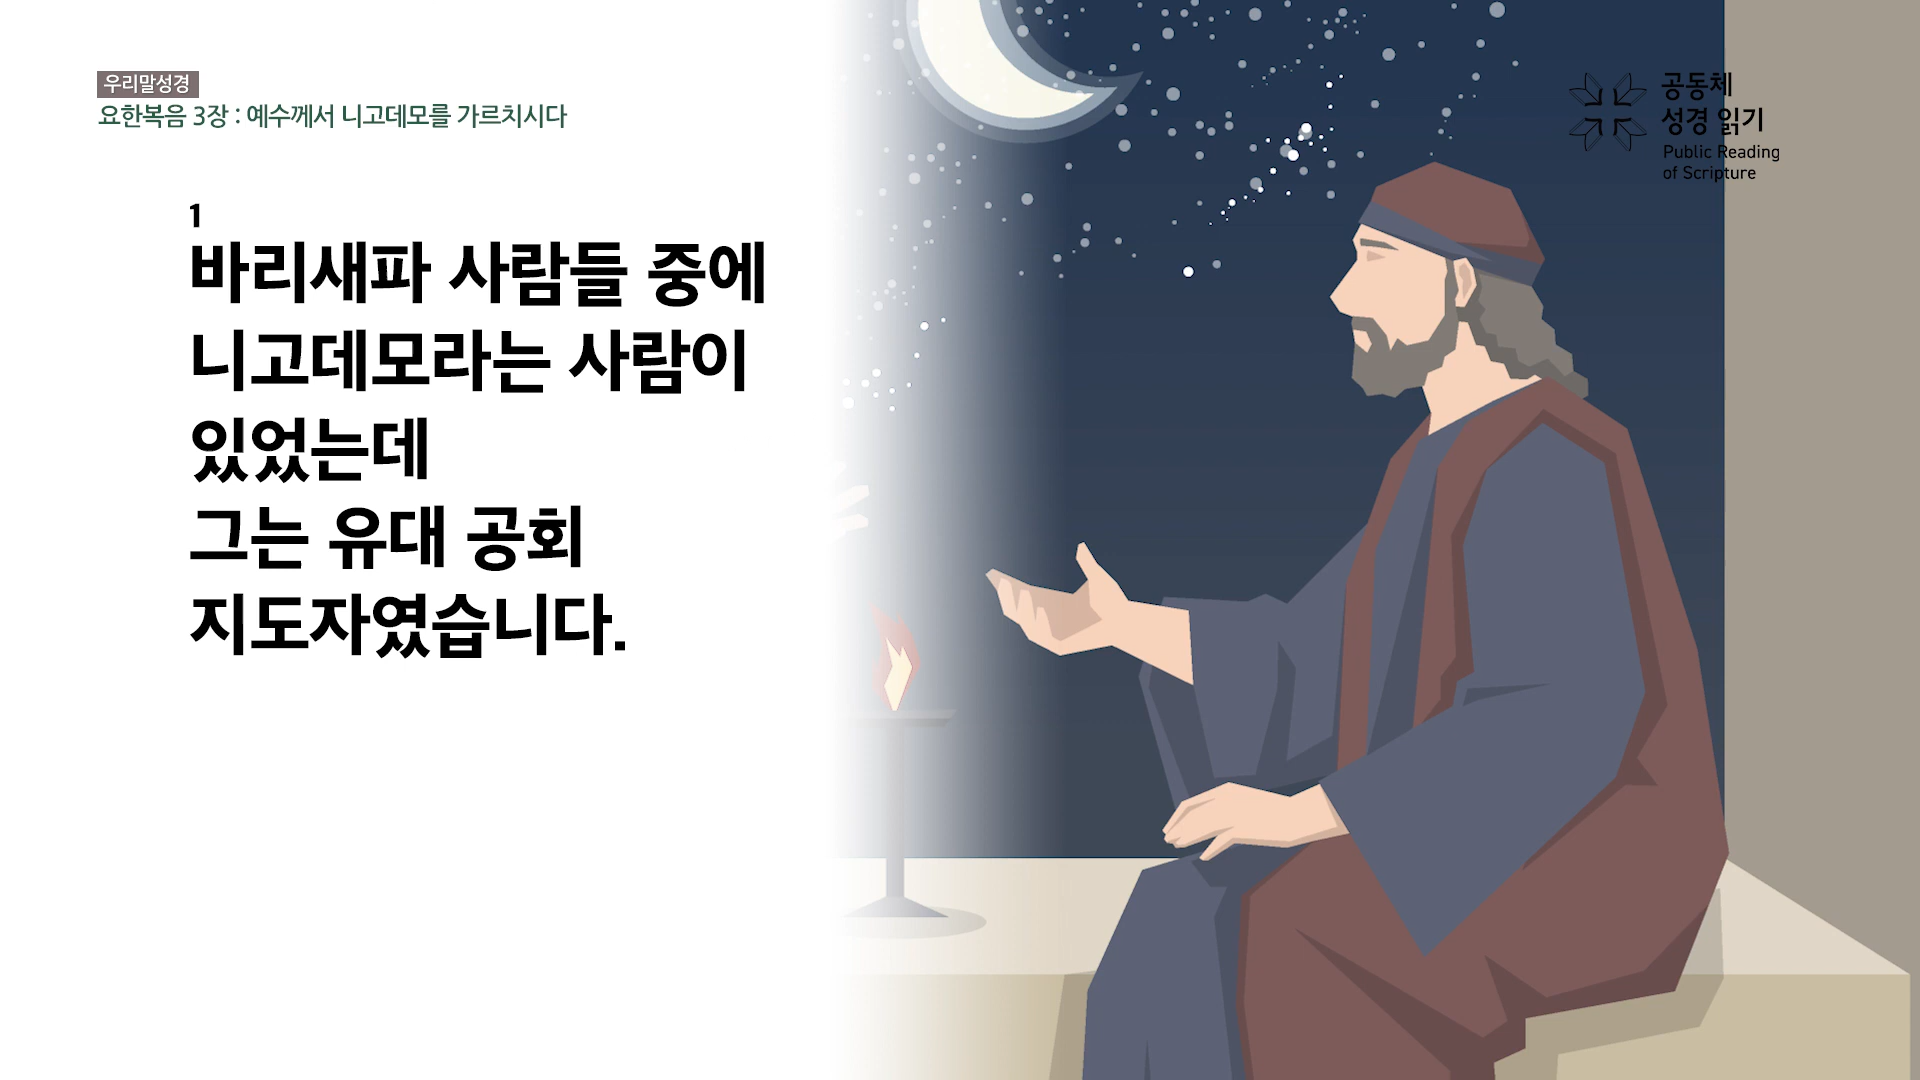 우리말성경
요한복음 3장 : 예수께서 니고데모를 가르치시다
공동체
성경 읽기
Public Reading
of Scripture
1
바리새파 사람들 중에
니고데모라는 사람이
있었는데
그는 유대 공회
지도자였습니다.